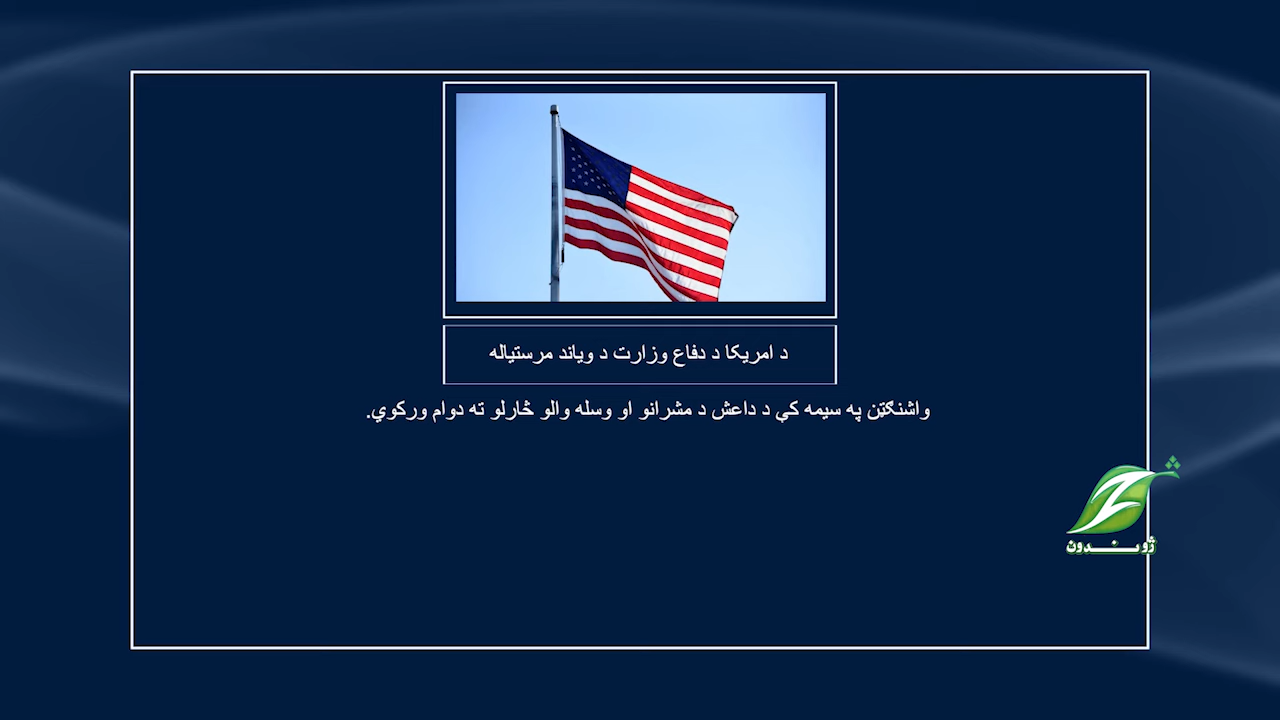 د امریکا د دفاع وزارت د ویاند مرستیاله
واشنګټن په سیمه کې د داعش د مشرانو او وسله والو څارلو ته دوام ورکوي.
ژوندون